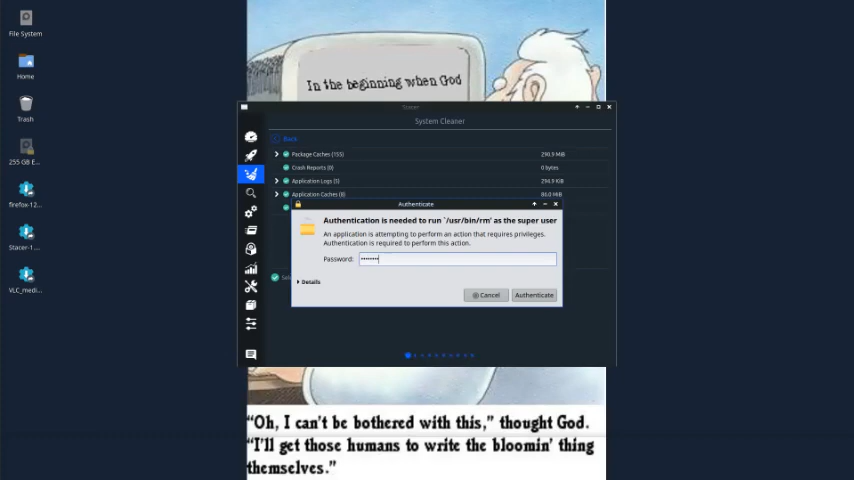 File System
Home
Trash
255 GB E...
firefox-12...
Stacer-1 ...
VLC_medi...
In the beginning when God
Stacer
System Cleaner
Back
Package Caches (155)
290.9 MiB
Crash Reports (0)
0 bytes
Application Logs (5)
294.9 KiB
Application Caches (8)
80.0 MiB
Authenticate
Authentication is needed to run `/usr/bin/rm' as the super user
An application is attempting to perform an action that requires privileges.
Authentication is required to perform this action.
Password:
Details
Cancel
Authenticate
“Oh, I can’t be bothered with this,” thought God.
“I’ll get those humans to write the bloomin’ thing
themselves.”